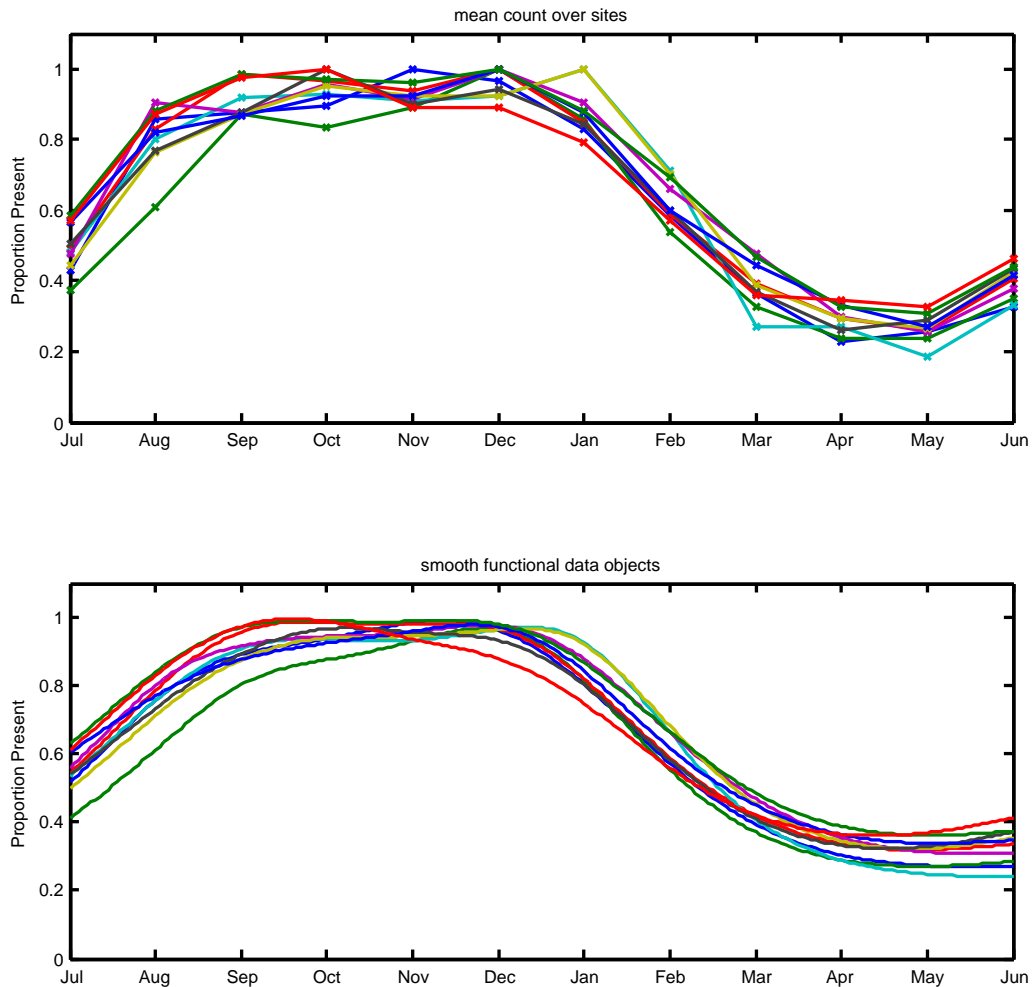 mean count over sites
Proportion Present
1
0.8
0.6
0.4
0.2
0
Jul Aug Sep Oct Nov Dec Jan Feb Mar Apr May Jun
smooth functional data objects
Proportion Present
1
0.8
0.6
0.4
0.2
0
Jul Aug Sep Oct Nov Dec Jan Feb Mar Apr May Jun